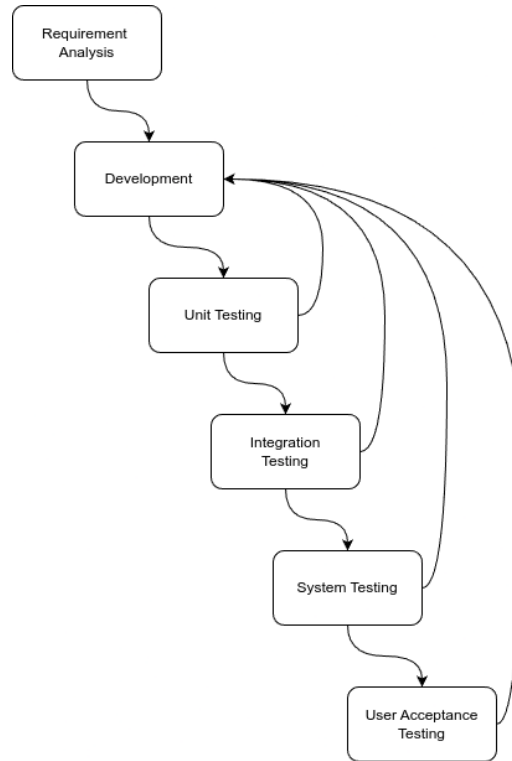 Requirement
Analysis
Development
Unit Testing
Integration
Testing
System Testing
User Acceptance
Testing